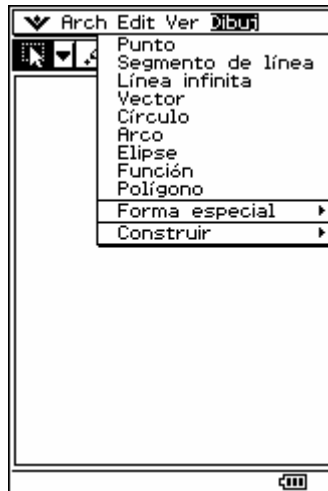 Arch Edit Ver Dibuj
Punto
Segmento de línea
Línea infinita
Vector
Círculo
Arco
Elipse
Función
Polígono
Forma especial
Construir